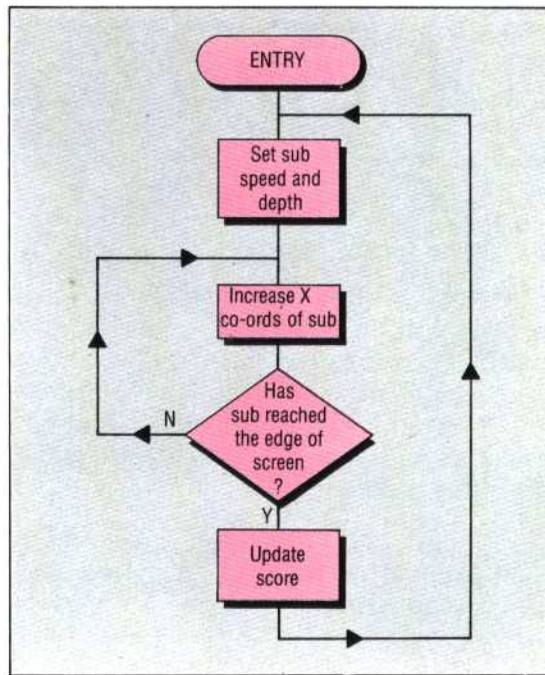 ENTRY
Set sub
speed and
depth
Increase X
co-ords of sub
Has
sub reached
the edge of
screen
?
N
Y
Update
score